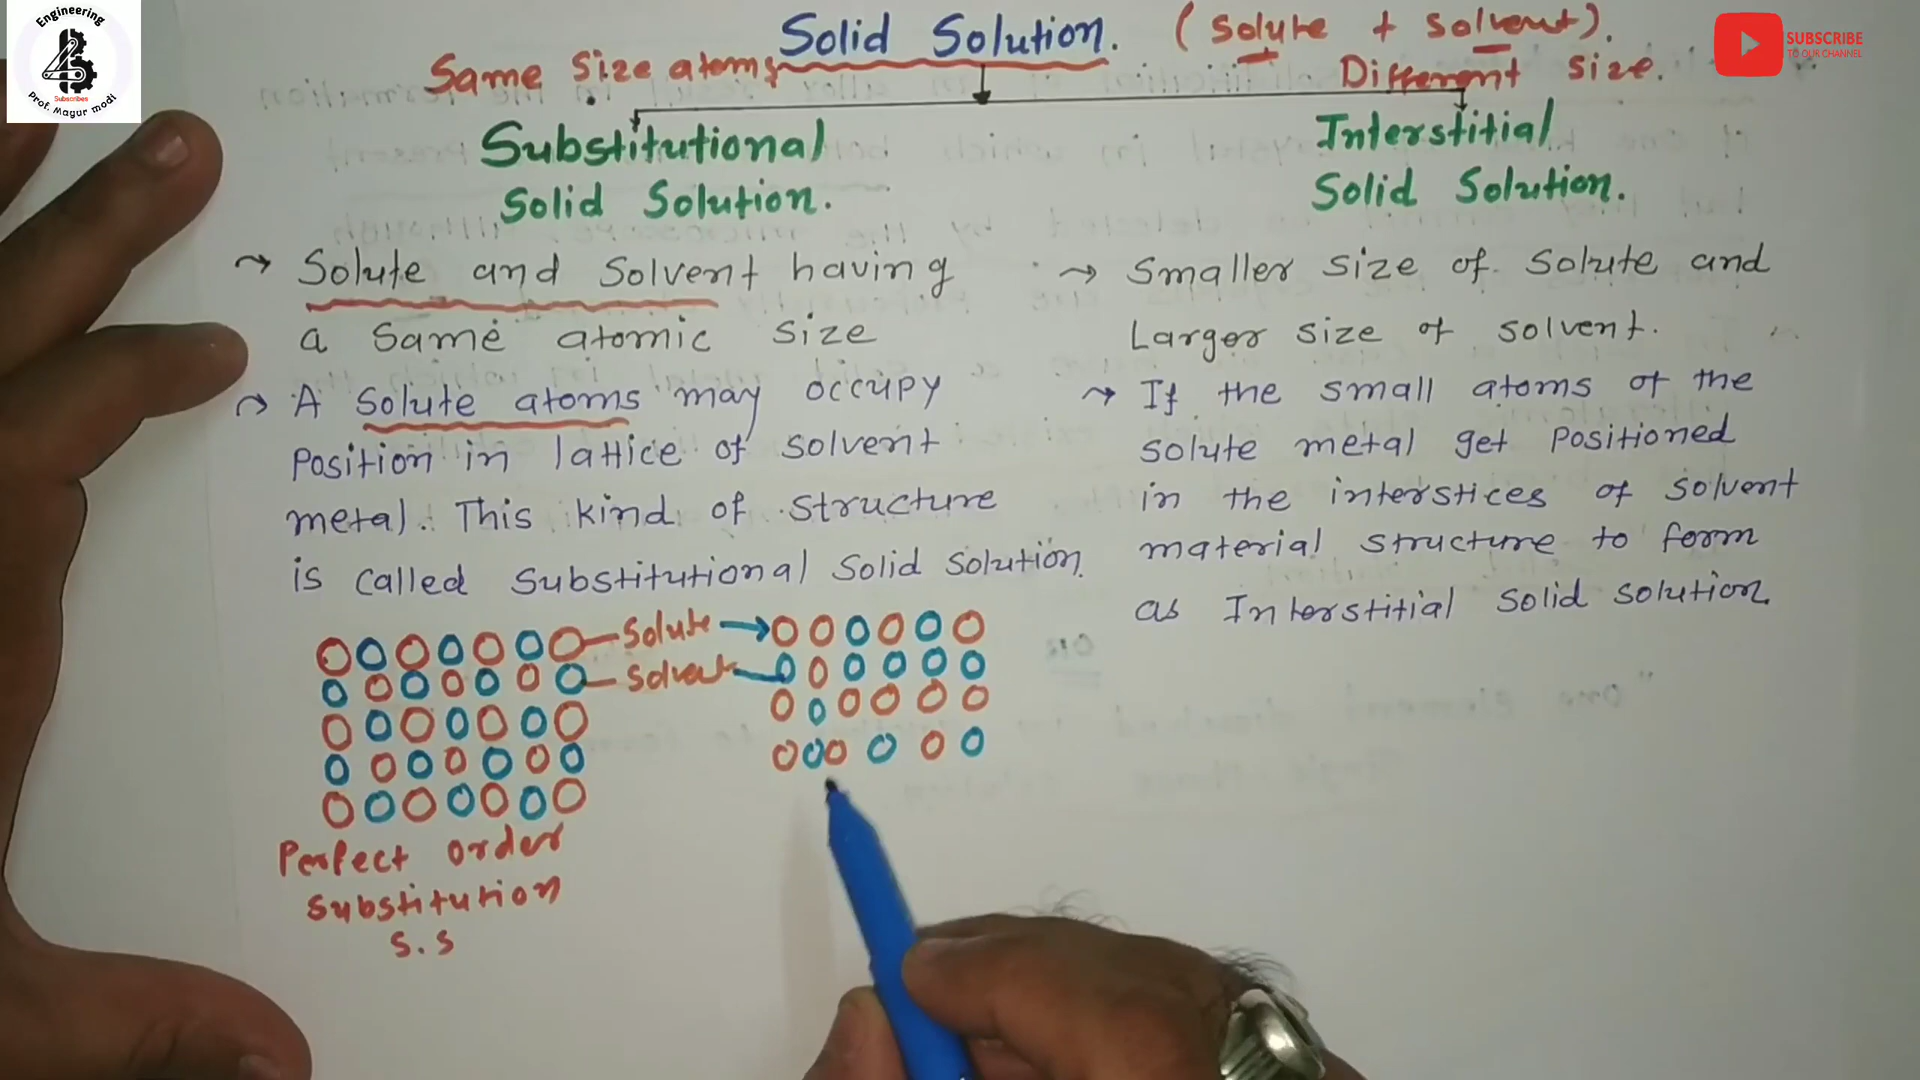 Engineering
Subscribes
Prof. Mayur modi
SUBSCRIBE
TO OUR CHANNEL
Solid Solution. (Solute + Solvent).
Same Size atoms
Different size.
Substitutional
Solid Solution.
Interstitial
Solid Solution.
→ Solute and Solvent having
a same atomic size
→ A Solute atoms may occupy
Position in lattice of solvent
metal. This kind of structure
is called Substitutional Solid Solution.
→ Smaller size of solute and
Larger size of solvent.
→ If the small atoms of the
solute metal get Positioned
in the interstices of solvent
material structure to form
as Interstitial Solid Solution.
Solute
Solvent
Perfect order
Substitution
S.S